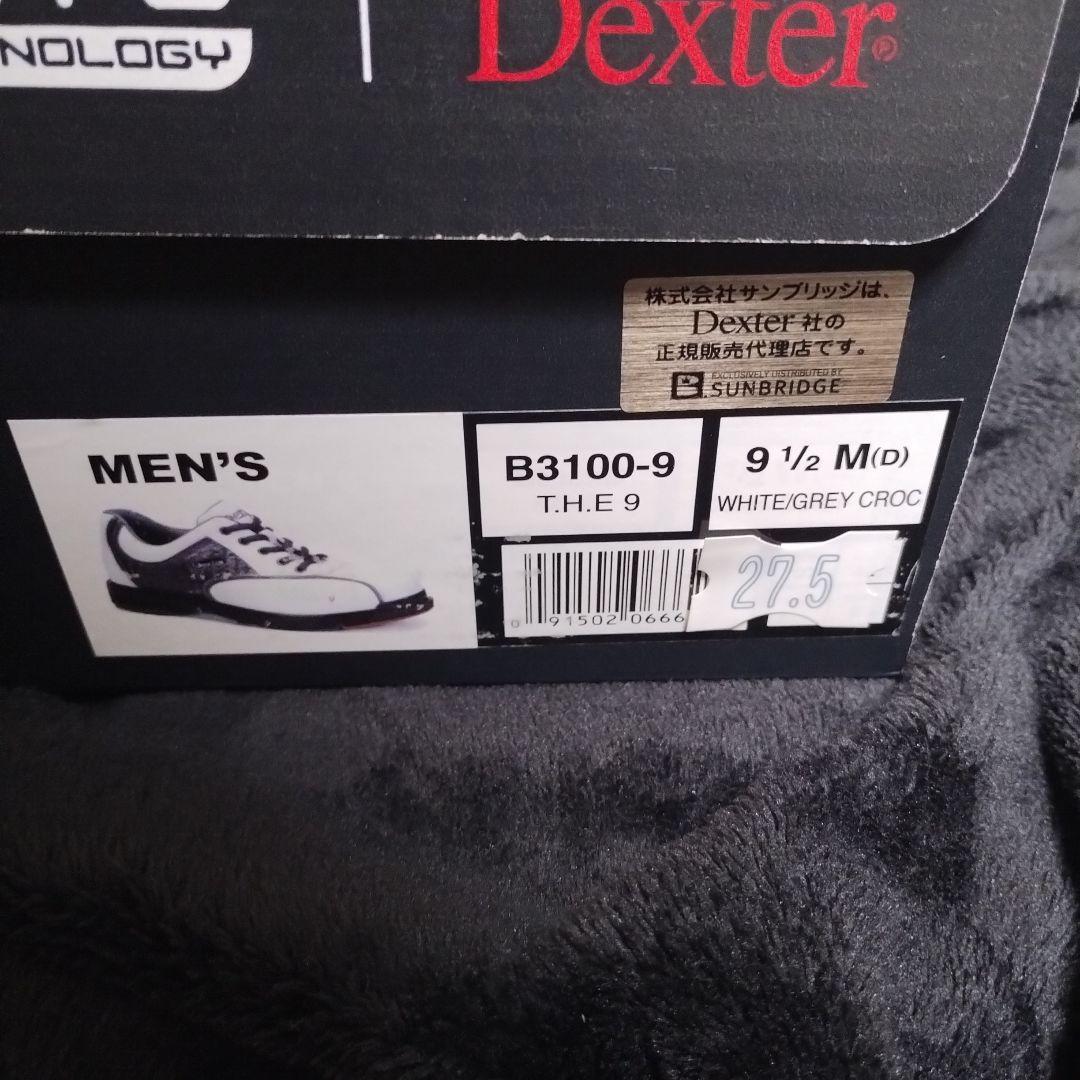 NOLOGY
Dexter
株式会社サンブリッジは、
Dexter 社の
正規販売代理店です。
EXCLUSIVELY DISTRIBUTED BY
SUNBRIDGE
MEN'S
B3100-9
T.H.E 9
9 1/2 M(D)
WHITE/GREY CROC
27.5
0 91502 0666